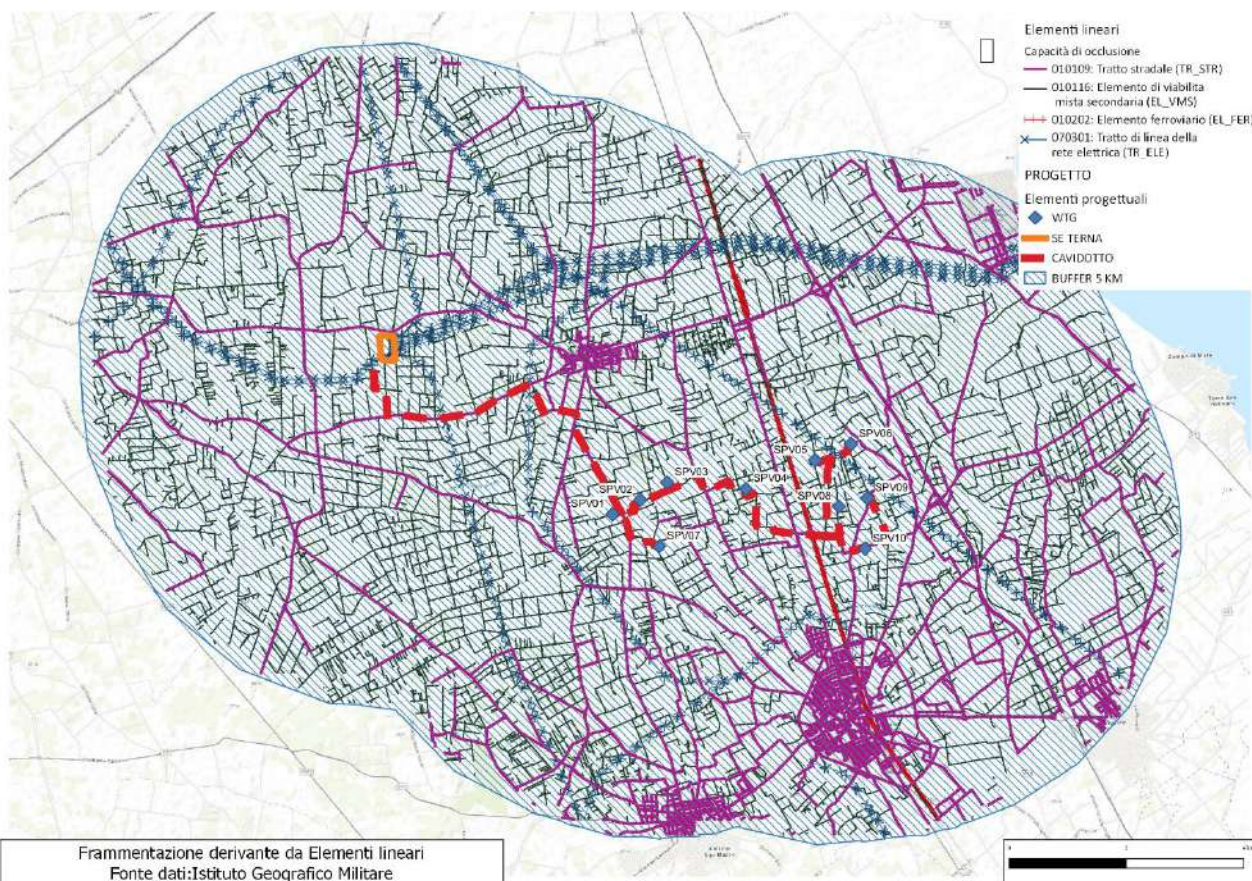 Elementi lineari
Capacità di occlusione
010109: Tratto stradale (TR_STR)
010116: Elemento di viabilita
mista secondaria (EL_VMS)
010202: Elemento ferroviario (EL_FER)
070301: Tratto di linea della
rete elettrica (TR_ELE)
PROGETTO
Elementi progettuali
WTG
SE TERNA
CAVIDOTTO
BUFFER 5 KM
SPV06
SPV05
SPV03
SPV04
SPV02
SPV09
SPV08
SPV01
SPV07
SPV10
Frammentazione derivante da Elementi lineari
Fonte dati:Istituto Geografico Militare